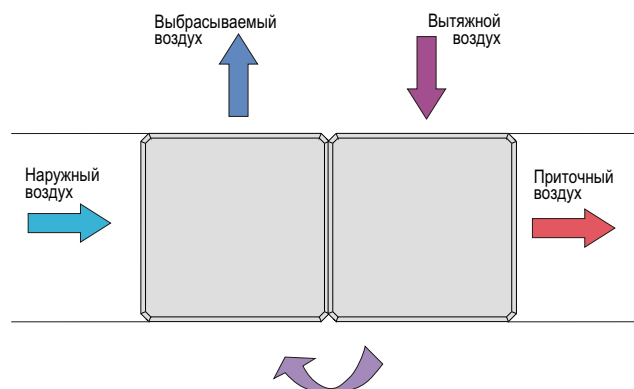 Выбрасываемый
воздух
Вытяжной
воздух
Наружный
воздух
Приточный
воздух